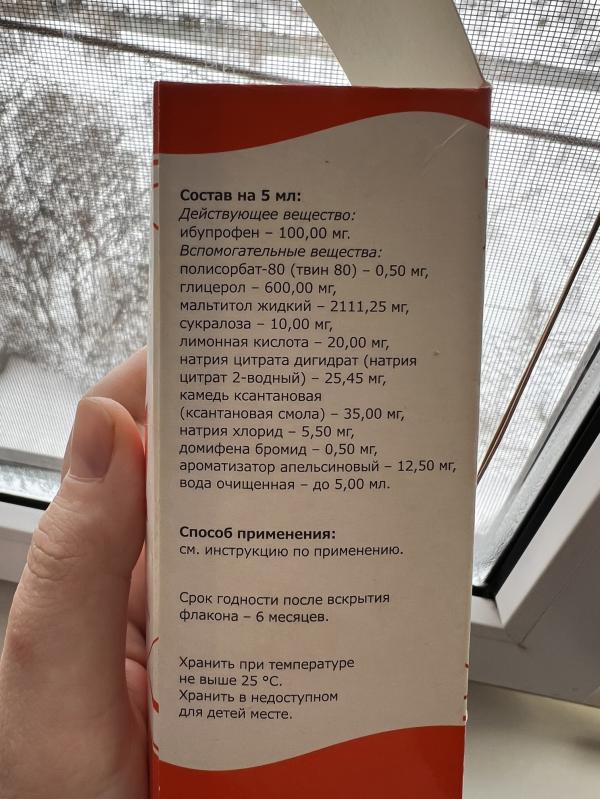 Состав на 5 мл:
Действующее вещество:
ибупрофен – 100,00 мг.
Вспомогательные вещества:
полисорбат-80 (твин 80) – 0,50 мг,
глицерол – 600,00 мг,
мальтитол жидкий – 2111,25 мг,
сукралоза – 10,00 мг,
лимонная кислота – 20,00 мг,
натрия цитрата дигидрат (натрия
цитрат 2-водный) – 25,45 мг,
камедь ксантановая
(ксантановая смола) – 35,00 мг,
натрия хлорид – 5,50 мг,
домифена бромид – 0,50 мг,
ароматизатор апельсиновый – 12,50 мг,
вода очищенная – до 5,00 мл.
Способ применения:
см. инструкцию по применению.
Срок годности после вскрытия
флакона – 6 месяцев.
Хранить при температуре
не выше 25 °С.
Хранить в недоступном
для детей месте.